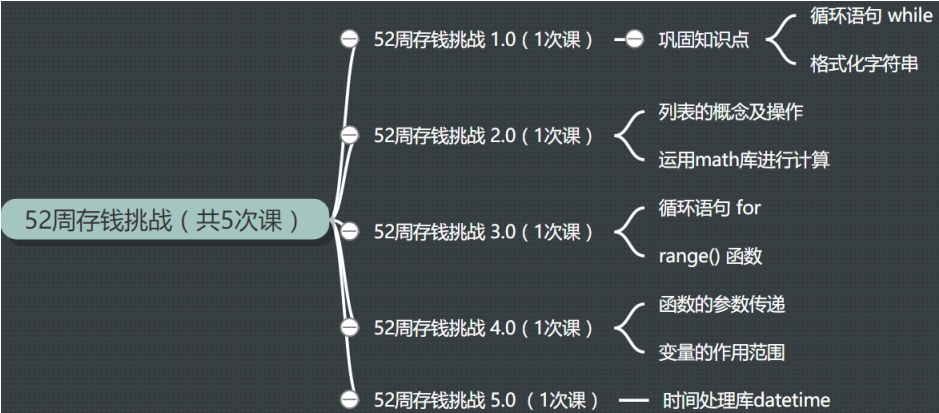 52周存钱挑战（共5次课）
52周存钱挑战 1.0（1次课）
巩固知识点
循环语句 while
格式化字符串
52周存钱挑战 2.0（1次课）
列表的概念及操作
运用math库进行计算
52周存钱挑战 3.0（1次课）
循环语句 for
range() 函数
52周存钱挑战 4.0（1次课）
函数的参数传递
变量的作用范围
52周存钱挑战 5.0 （1次课）
时间处理库datetime